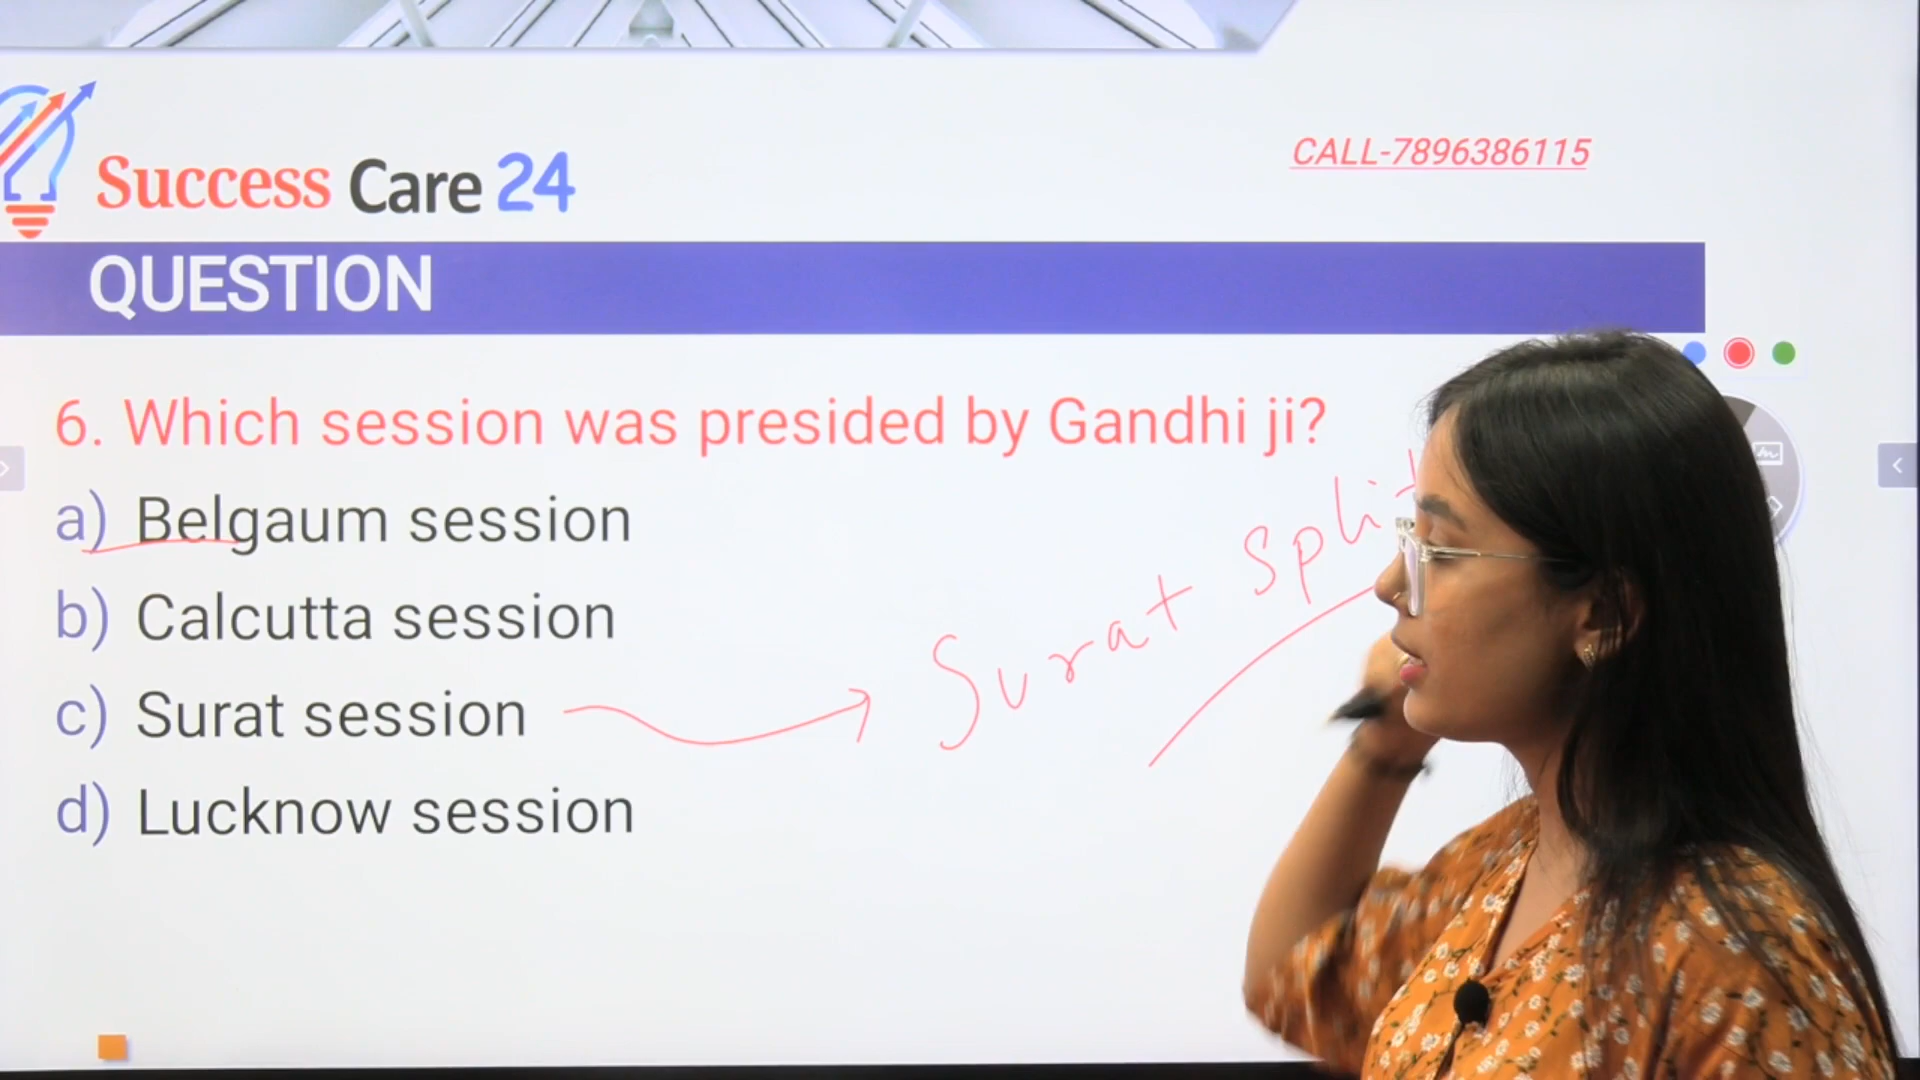 Success Care 24
CALL-7896386115
QUESTION
6. Which session was presided by Gandhi ji?
a) Belgaum session
b) Calcutta session
c) Surat session
Surat Split
d) Lucknow session